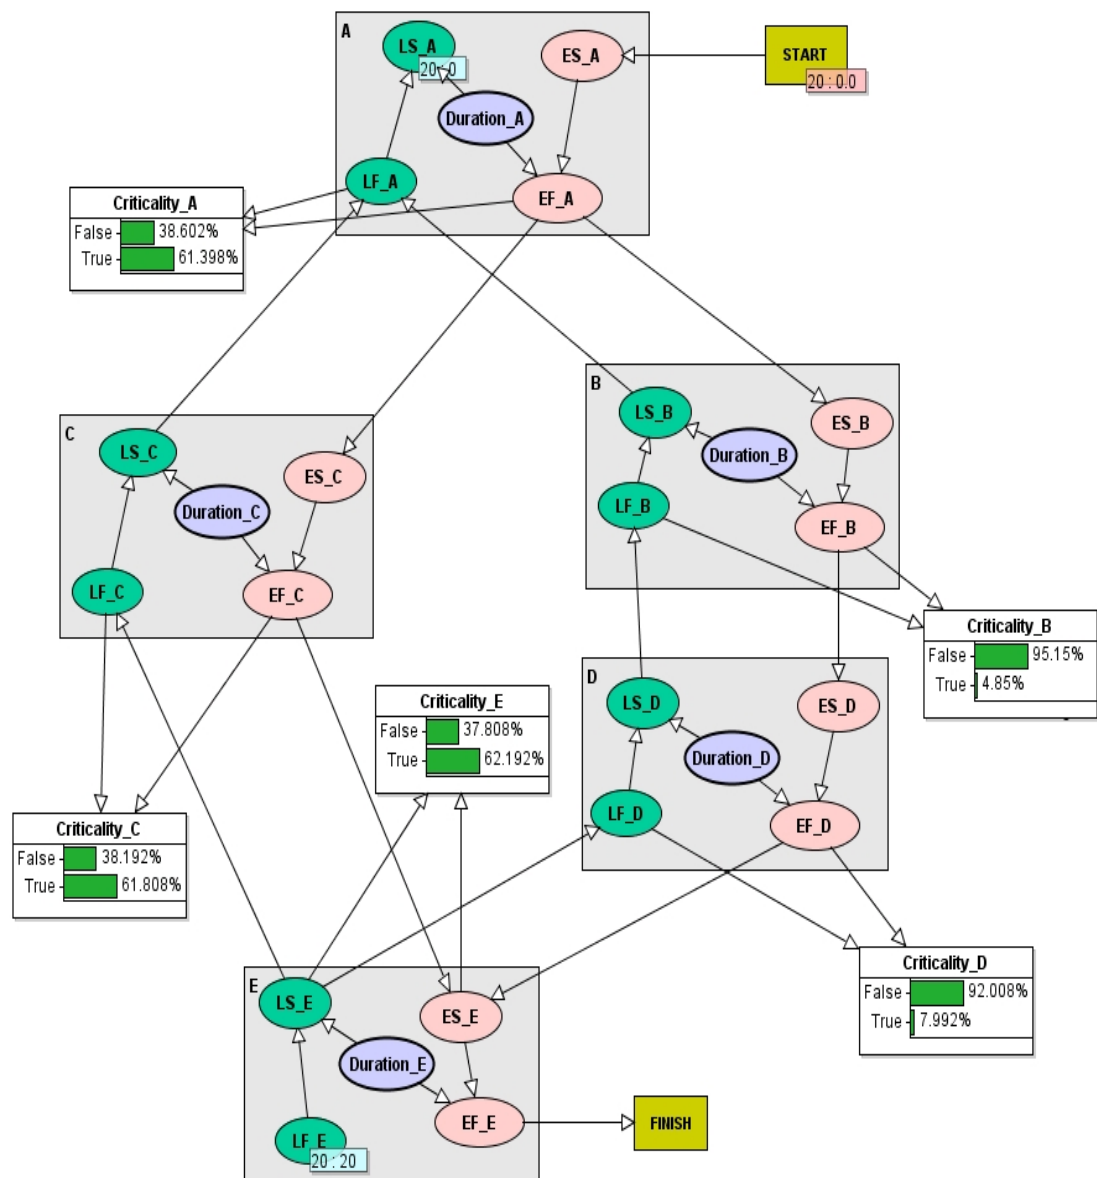 A
LS_A
20 : 0
ES_A
START
20 : 0.0
Duration_A
LF_A
EF_A
Criticality_A
False 38.602%
True 61.398%
B
LS_B
ES_B
Duration_B
LF_B
EF_B
C
LS_C
ES_C
Duration_C
LF_C
EF_C
Criticality_B
False 95.15%
True 4.85%
D
LS_D
ES_D
Duration_D
LF_D
EF_D
Criticality_E
False 37.808%
True 62.192%
Criticality_C
False 38.192%
True 61.808%
Criticality_D
False 92.008%
True 7.992%
E
LS_E
ES_E
Duration_E
EF_E
LF_E
20 : 20
FINISH